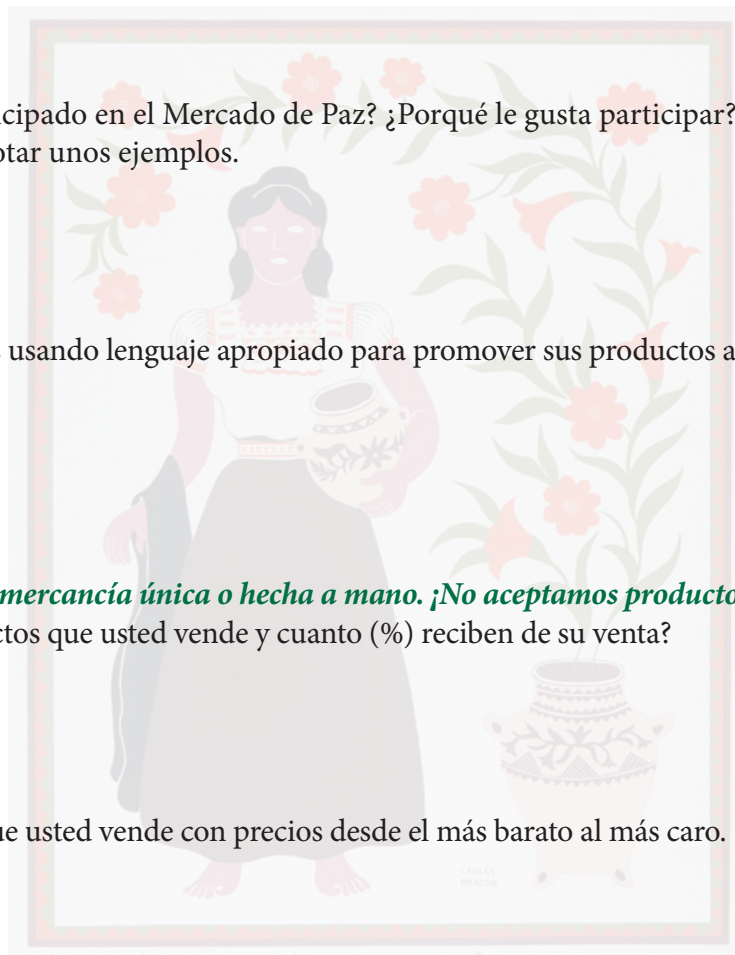 cipado en el Mercado de Paz? ¿Porqué le gusta participar?
otar unos ejemplos.
usando lenguaje apropiado para promover sus productos a
mercancía única o hecha a mano. ¡No aceptamos producto
ctos que usted vende y cuanto (%) reciben de su venta?
ue usted vende con precios desde el más barato al más caro.
CARLOS
MERIDA